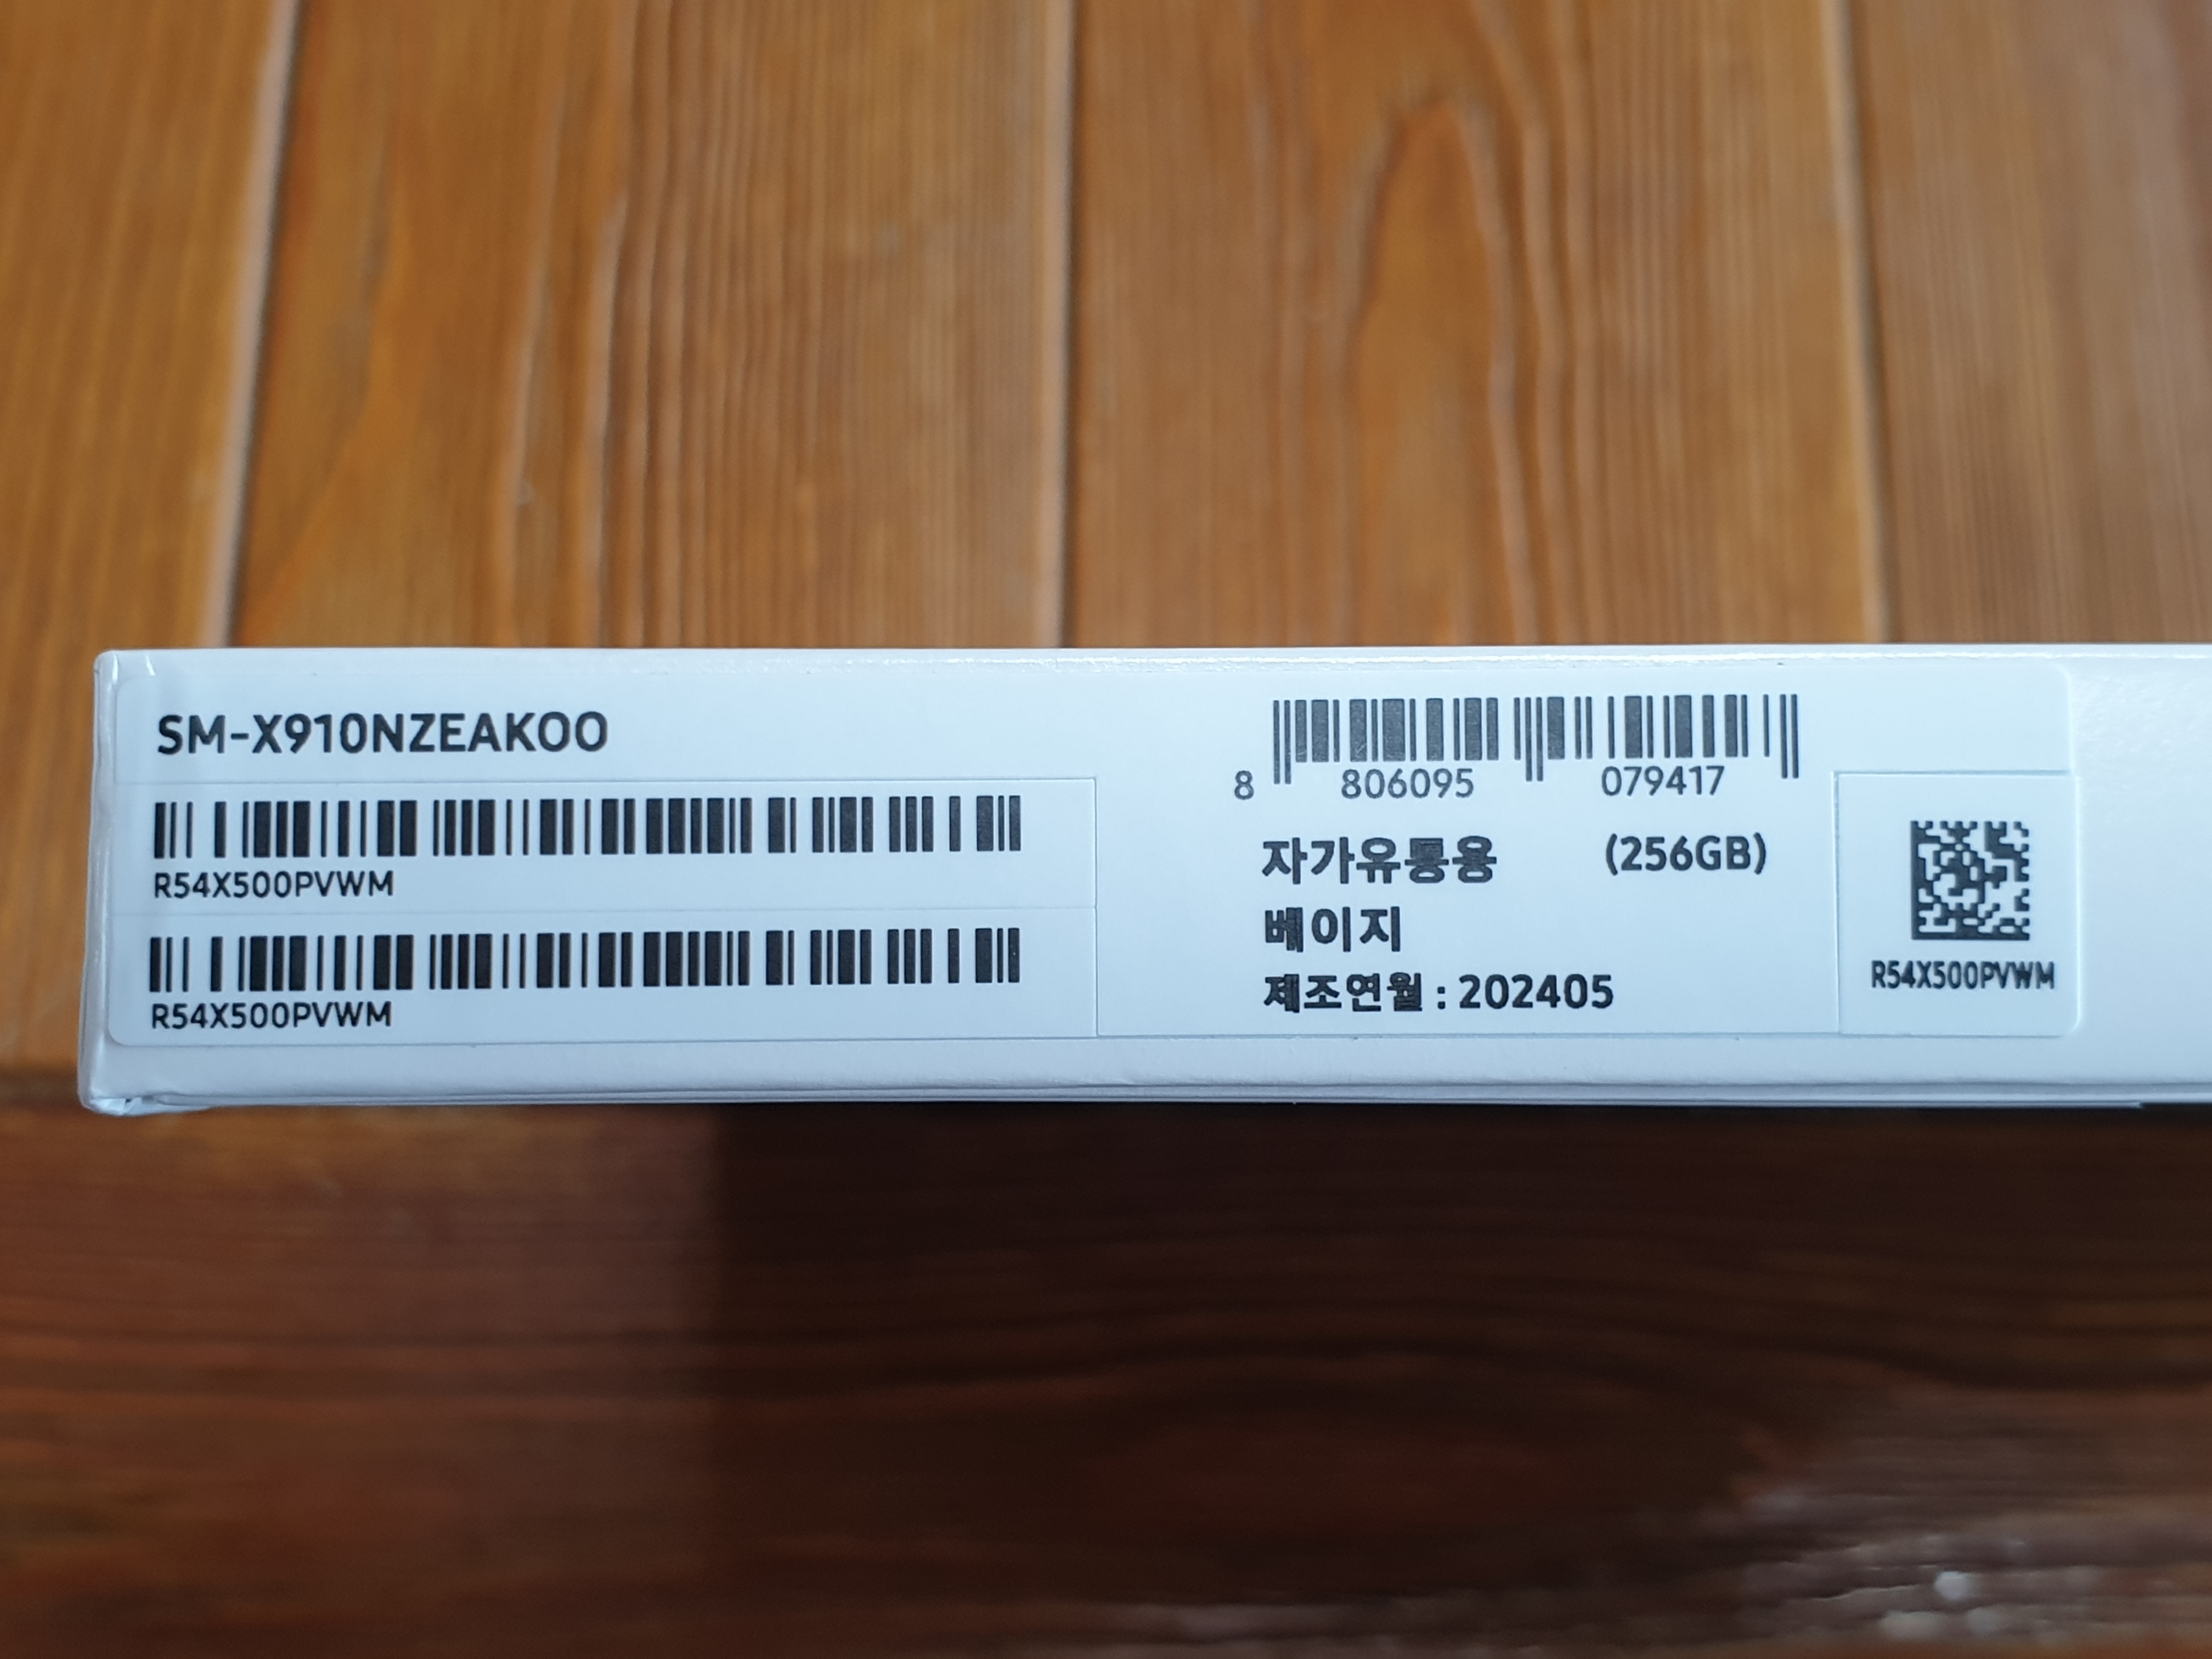 SM-X910NZEAKOO
R54X500PVWM
R54X500PVWM
8 806095 079417
자가유통용 (256GB)
베이지
제조연월 : 202405
R54X500PVWM